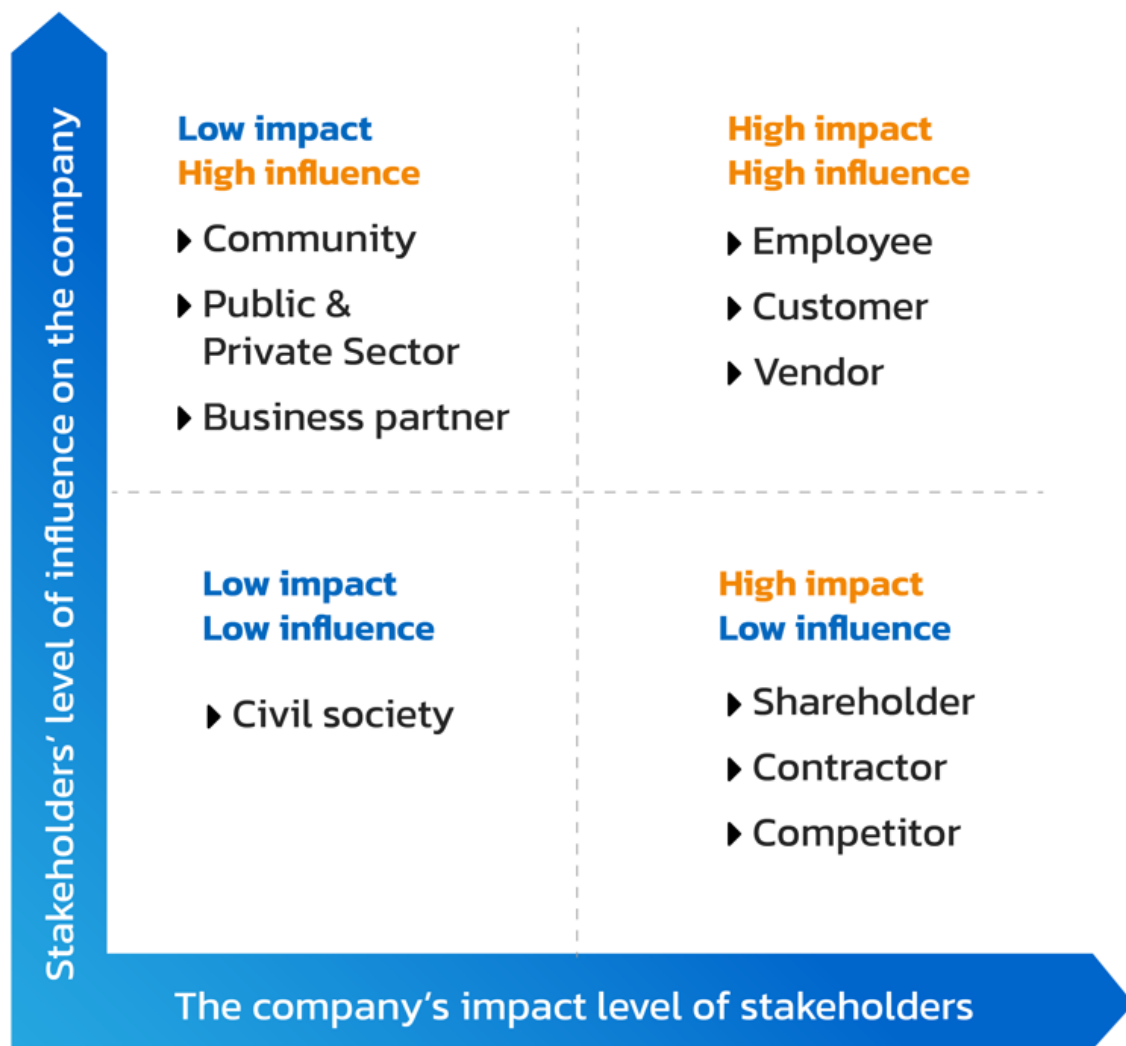 Stakeholders' level of influence on the company
Low impact
High influence
Community
Public &
Private Sector
Business partner
High impact
High influence
Employee
Customer
Vendor
Low impact
Low influence
Civil society
High impact
Low influence
Shareholder
Contractor
Competitor
The company's impact level of stakeholders